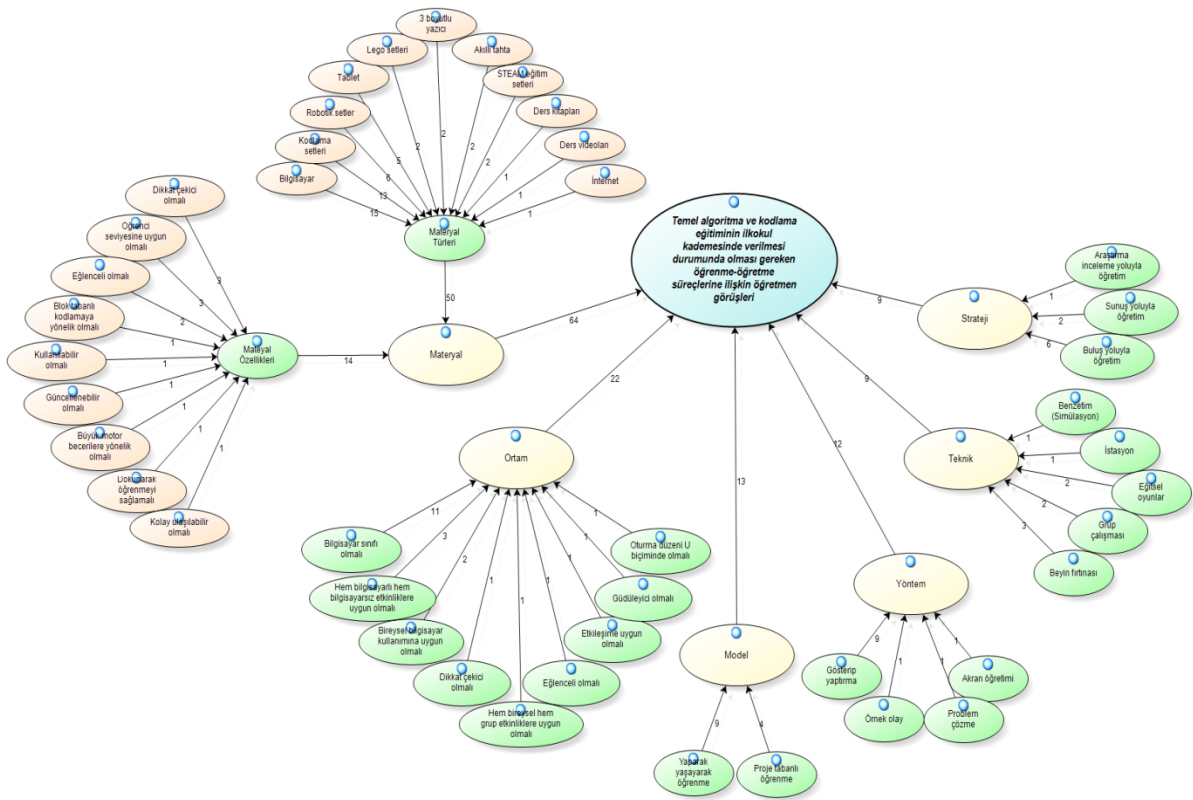 3 boyutlu
yazıcı
Lego setleri
Akıllı tahta
Tablet
STEAM eğitim
setleri
Robotik setler
Ders kitapları
Kodlama
setleri
Ders videoları
Bilgisayar
İnternet
2
2
2
2
5
1
6
1
13
1
18
Materyal
Türleri
50
Dikkat çekici
olmalı
Öğrenci
seviyesine uygun
olmalı
Eğlenceli olmalı
Blok tabanlı
kodlamaya
yönelik olmalı
Kullanılabilir
olmalı
Güncellenebilir
olmalı
Büyük motor
becerilere yönelik
olmalı
Dokunarak
öğrenmeyi
sağlamalı
Kolay ulaşılabilir
olmalı
3
3
2
1
1
1
1
1
1
Mateyal
Özellikleri
14
Materyal
64
Temel algoritma ve kodlama
eğitiminin ilkokul
kademesinde verilmesi
durumunda olması gereken
öğrenme-öğretme
süreçlerine ilişkin öğretmen
görüşleri
9
Strateji
1
2
6
Araştırma
inceleme yoluyla
öğretim
Sunuş yoluyla
öğretim
Buluş yoluyla
öğretim
9
Teknik
1
1
2
2
3
Benzetim
(Simülasyon)
İstasyon
Eğitsel
oyunlar
Grup
çalışması
Beyin fırtınası
22
Ortam
11
3
2
1
1
1
1
1
1
Bilgisayar sınıfı
olmalı
Hem bilgisayarlı hem
bilgisayarsız etkinliklere
uygun olmalı
Bireysel bilgisayar
kullanımına uygun
olmalı
Dikkat çekici
olmalı
Hem bireysel hem
grup etkinliklere uygun
olmalı
Eğlenceli olmalı
Etkileşime uygun
olmalı
Güdüleyici olmalı
Oturma düzeni U
biçiminde olmalı
13
Model
9
4
Yaparak
yaşayarak
öğrenme
Proje tabanlı
öğrenme
12
Yöntem
9
1
1
1
Gösterip
yaptırma
Örnek olay
Problem
çözme
Akran öğretimi